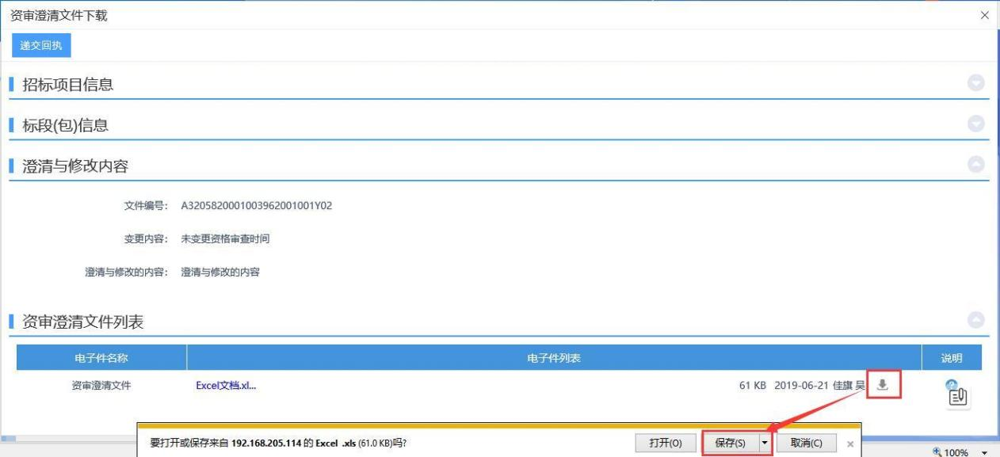 资审澄清文件下载
递交回执
招标项目信息
标段(包)信息
澄清与修改内容
文件编号： A3205820001003962001001Y02
变更内容： 未变更资格审查时间
澄清与修改的内容： 澄清与修改的内容
资审澄清文件列表
电子件名称 电子件列表 说明
资审澄清文件 Excel文档.xl... 61 KB 2019-06-21 佳旗 吴
要打开或保存来自 192.168.205.114 的 Excel .xls (61.0 KB)吗? 打开(O) 保存(S) 取消(C) ×
100%